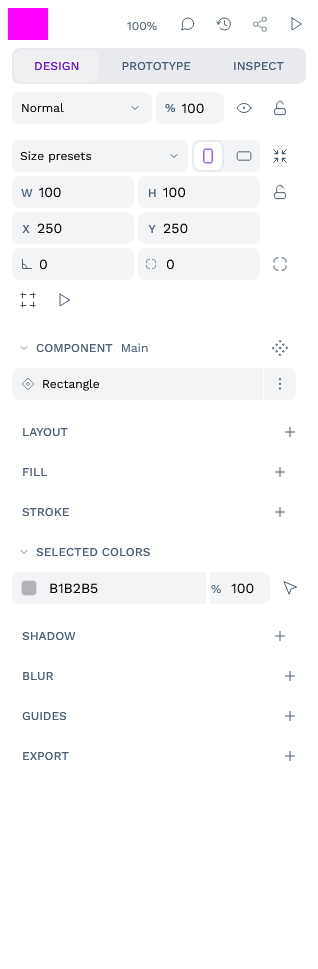 100%
DESIGN PROTOTYPE INSPECT
Normal % 100
Size presets
W 100 H 100
X 250 Y 250
0 0
COMPONENT Main
Rectangle
LAYOUT
FILL
STROKE
SELECTED COLORS
B1B2B5 % 100
SHADOW
BLUR
GUIDES
EXPORT